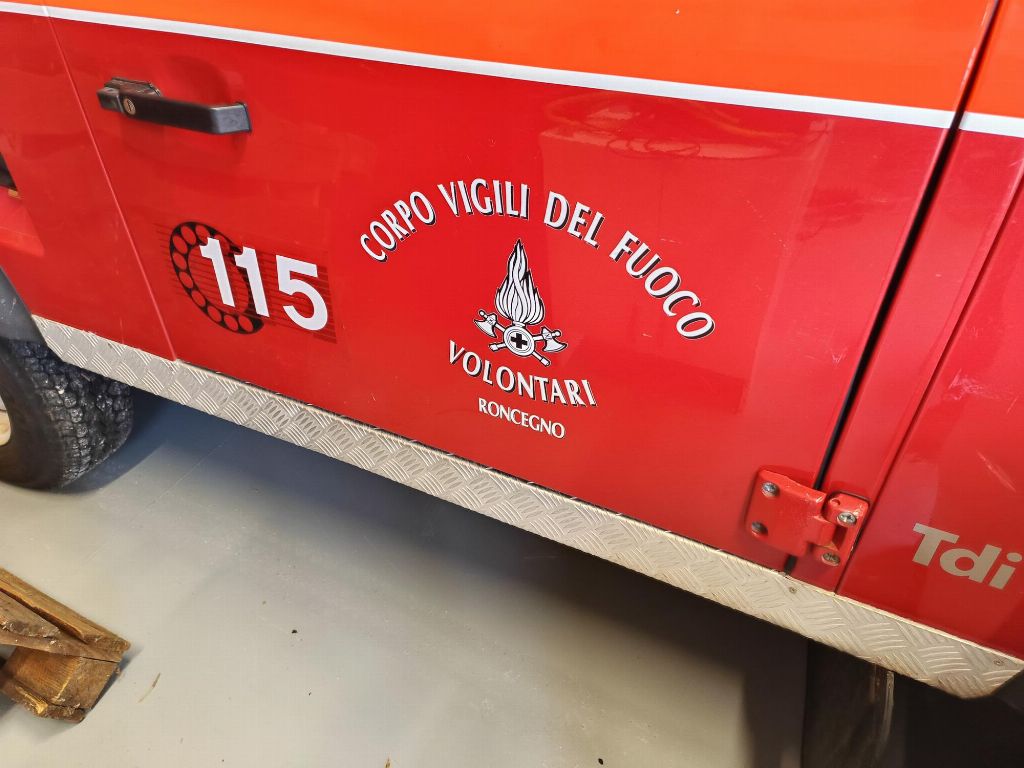 115
CORPO VIGILI DEL FUOCO
VOLONTARI
RONCEGNO
Tdi